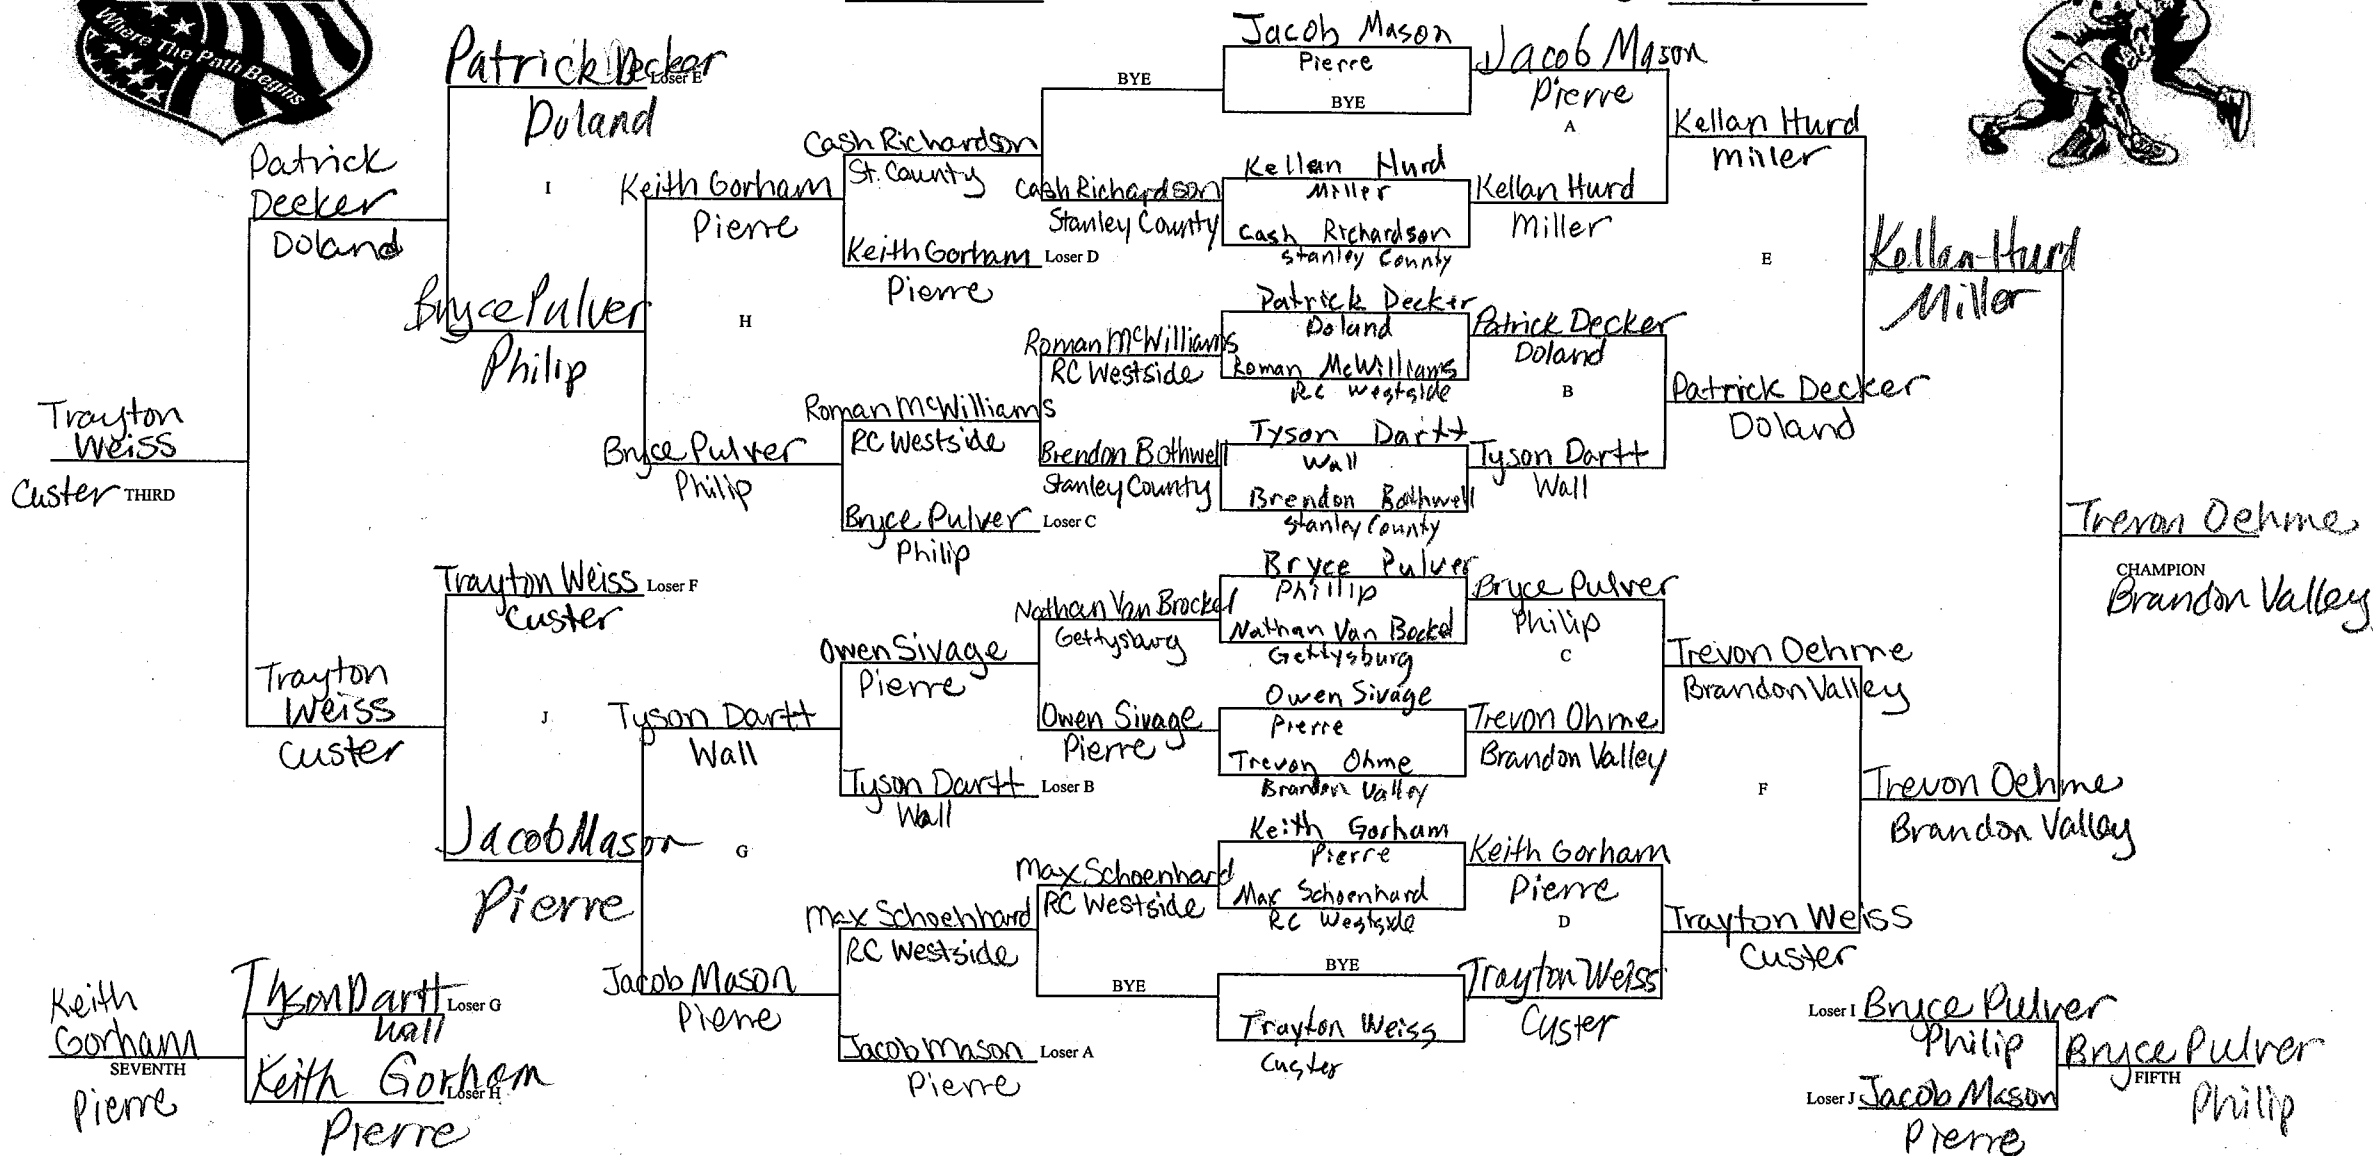 Where The Path Begins
Patrick Decker
Loser E
Doland
Patrick
Decker
Doland
I
Bryce Pulver
Philip
Trayton
Weiss
Custer THIRD
Trayton Weiss Loser F
Custer
Trayton
Weiss
Custer
J
Jacob Mason
Pierre
Keith
Gorham
SEVENTH
Pierre
Tyson Dartt Loser G
Wall
Keith Gorham
Loser H
Pierre
Keith Gorham
Pierre
H
Bryce Pulver
Philip
Tyson Dartt
Wall
G
Jacob Mason
Pierre
Cash Richardson
St. County
Keith Gorham Loser D
Pierre
Roman McWilliams
RC Westside
Bryce Pulver Loser C
Philip
Owen Sivage
Pierre
Tyson Dartt Loser B
Wall
Max Schoenhard
RC Westside
Jacob Mason Loser A
Pierre
BYE
Cash Richardson
Stanley County
Roman McWilliams
RC Westside
Brendon Bothwell
Stanley County
Nathan Van Brockel
Gettysburg
Owen Sivage
Pierre
Max Schoenhard
RC Westside
BYE
Jacob Mason
Pierre
BYE
Kellan Hurd
Miller
Cash Richardson
Stanley County
Patrick Decker
Doland
Roman McWilliams
RC Westside
Tyson Dartt
Wall
Brendon Bothwell
Stanley County
Bryce Pulver
Phillip
Nathan Van Bockel
Gettysburg
Owen Sivage
Pierre
Trevon Ohme
Brandon Valley
Keith Gorham
Pierre
Max Schoenhard
RC Westside
BYE
Trayton Weiss
Custer
Jacob Mason
Pierre
A
Kellan Hurd
Miller
Patrick Decker
Doland
B
Tyson Dartt
Wall
Bryce Pulver
Philip
C
Trevon Ohme
Brandon Valley
Keith Gorham
Pierre
D
Trayton Weiss
Custer
Kellan Hurd
Miller
E
Patrick Decker
Doland
Trevon Oehme
Brandon Valley
F
Trayton Weiss
Custer
Kellan Hurd
Miller
Trevon Oehme
Brandon Valley
Trevon Oehme
CHAMPION
Brandon Valley
Loser I Bryce Pulver
Philip
Loser J Jacob Mason
Pierre
Bryce Pulver
FIFTH
Philip